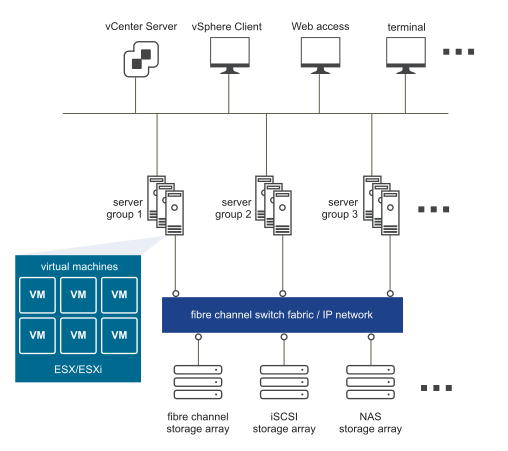 vCenter Server
vSphere Client
Web access
terminal
server
group 1
server
group 2
server
group 3
virtual machines
VM VM VM
VM VM VM
ESX/ESXi
fibre channel switch fabric / IP network
fibre channel
storage array
iSCSI
storage array
NAS
storage array